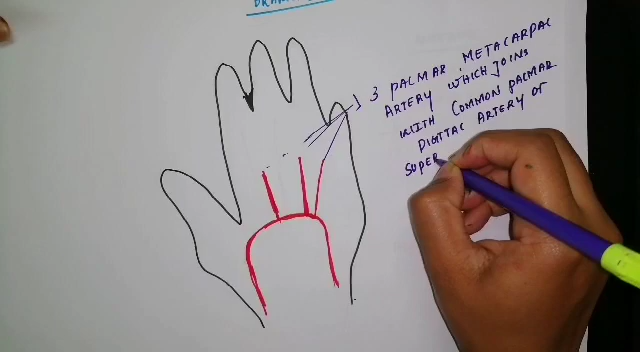 3 PALMAR METACARPAL
ARTERY WHICH JOINS
WITH COMMON PALMAR
DIGITAL ARTERY OF
SUPER